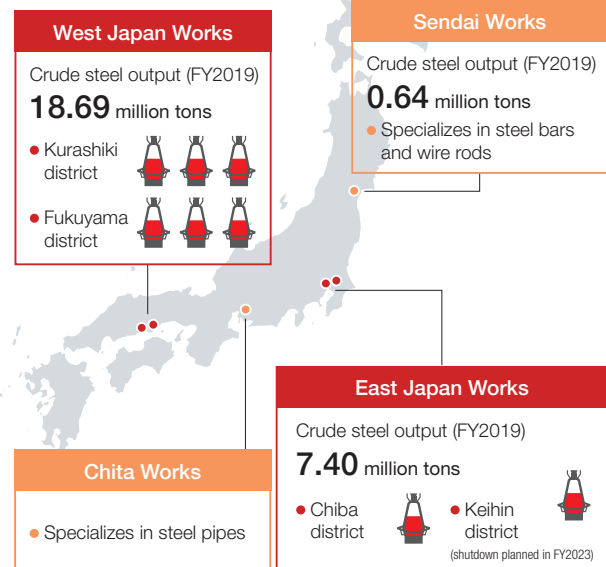 West Japan Works
Crude steel output (FY2019)
18.69 million tons
• Kurashiki
district
• Fukuyama
district
Sendai Works
Crude steel output (FY2019)
0.64 million tons
• Specializes in steel bars
and wire rods
Chita Works
• Specializes in steel pipes
East Japan Works
Crude steel output (FY2019)
7.40 million tons
• Chiba
district
• Keihin
district
(shutdown planned in FY2023)